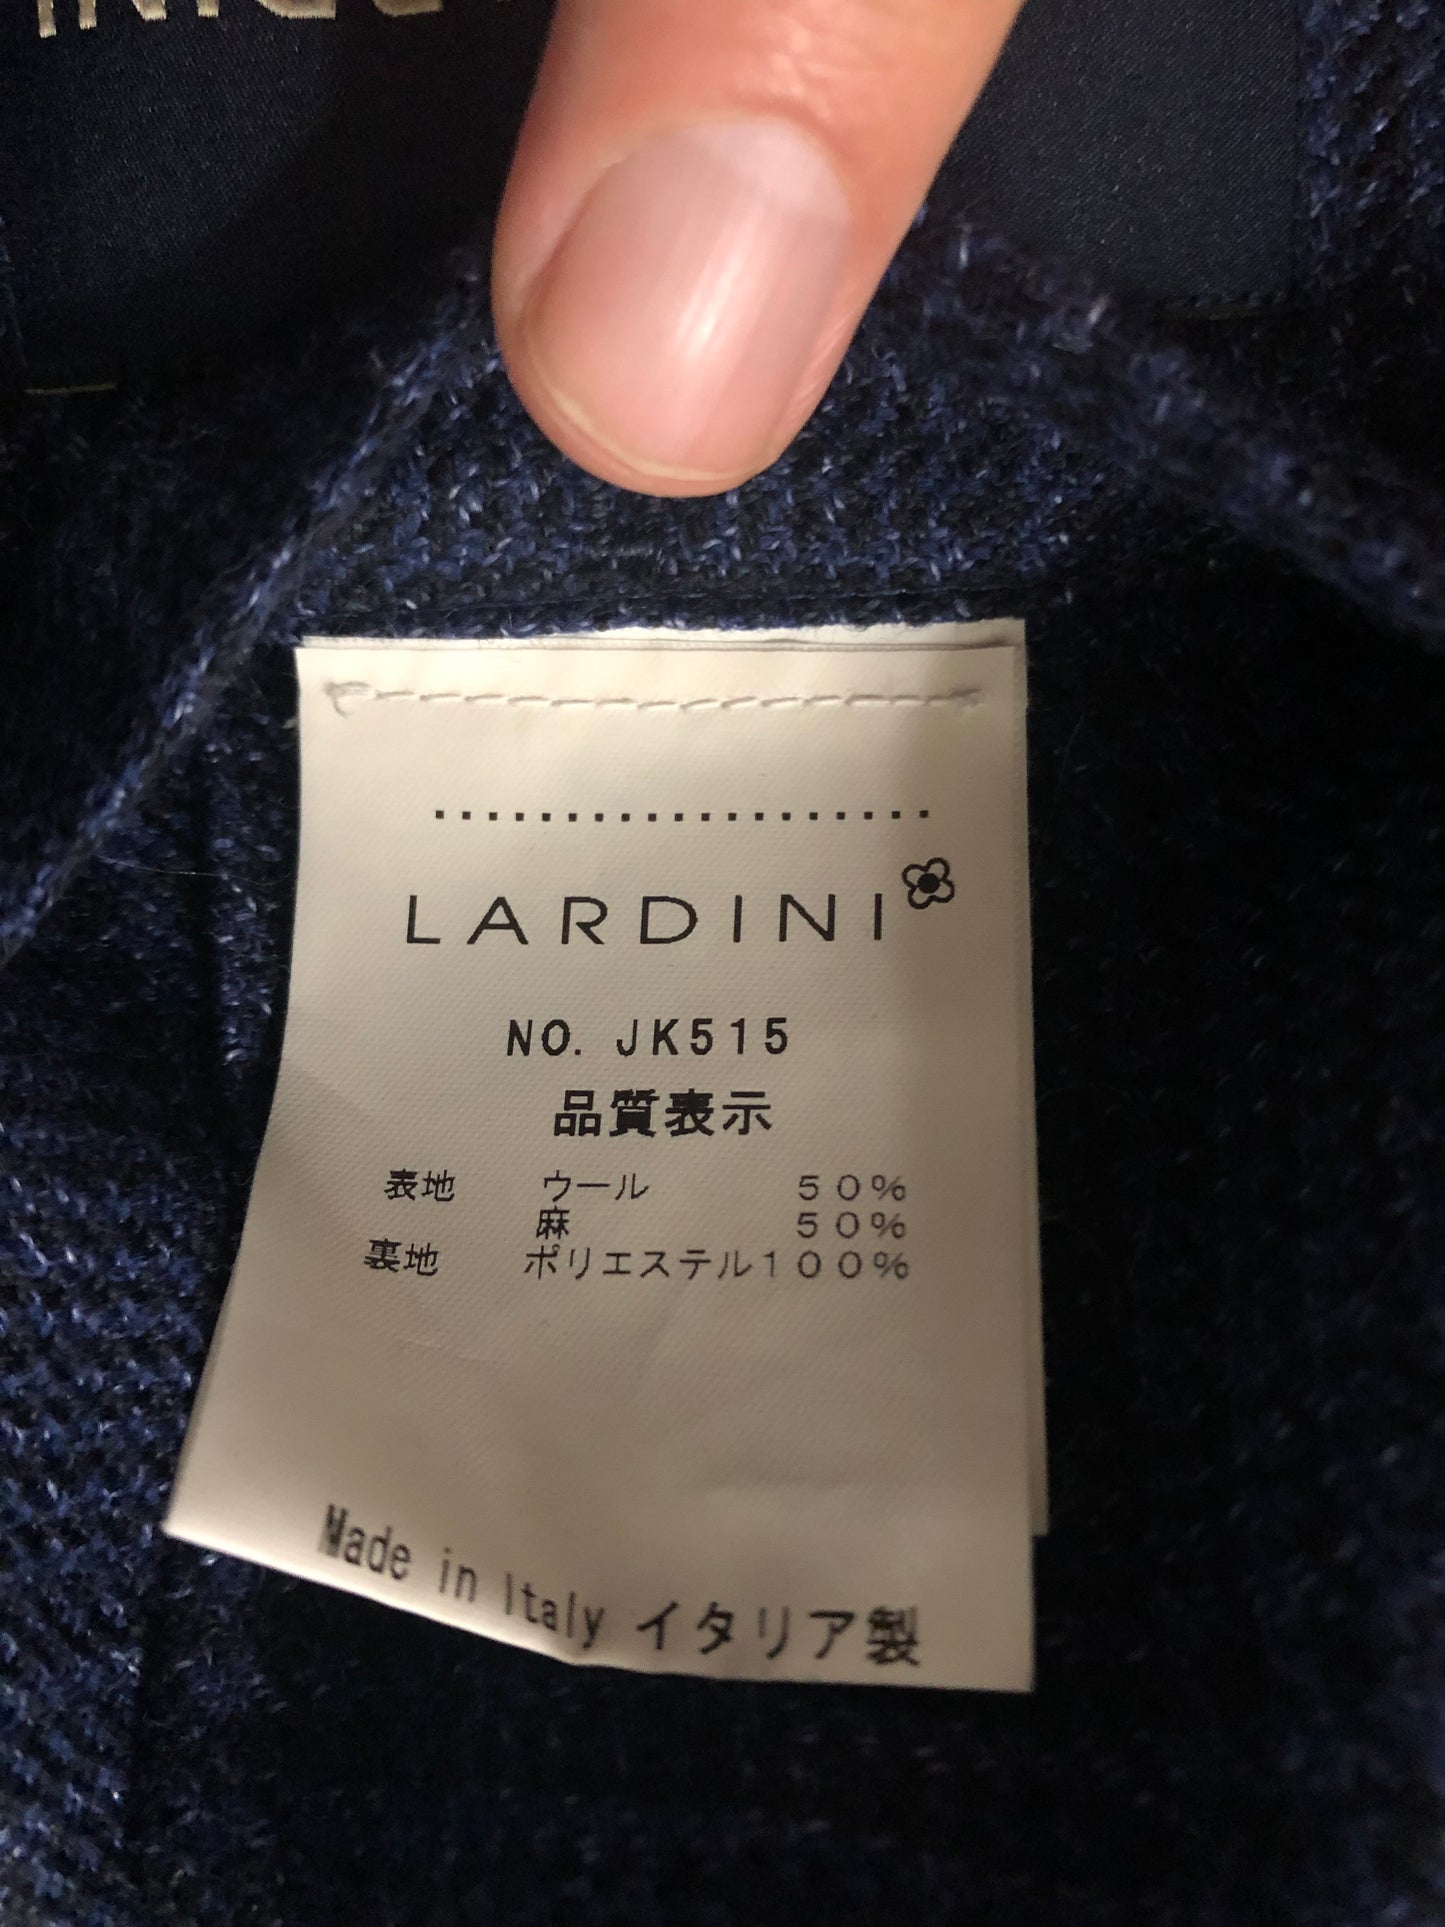 LARDINI
NO. JK515
品質表示
表地 ウール 50%
麻 50%
裏地 ポリエステル100%
Made in Italy イタリア製